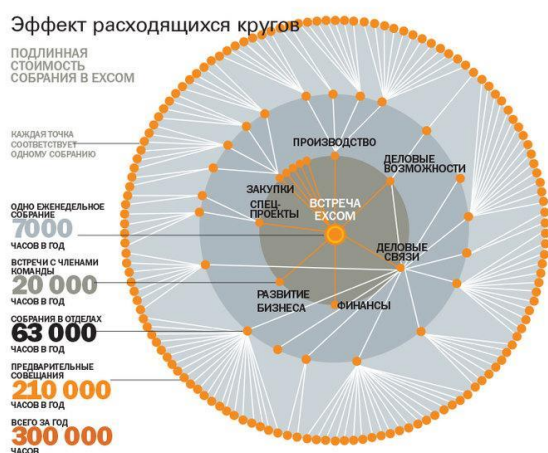 Эффект расходящихся кругов
ПОДЛИННАЯ
СТОИМОСТЬ
СОБРАНИЯ В EXCOM
КАЖДАЯ ТОЧКА
СООТВЕТСТВУЕТ
ОДНОМУ СОБРАНИЮ
ОДНО ЕЖЕНЕДЕЛЬНОЕ
СОБРАНИЕ
7000
ЧАСОВ В ГОД
ВСТРЕЧИ С ЧЛЕНАМИ
КОМАНДЫ
20 000
ЧАСОВ В ГОД
СОБРАНИЯ В ОТДЕЛАХ
63 000
ЧАСОВ В ГОД
ПРЕДВАРИТЕЛЬНЫЕ
СОВЕЩАНИЯ
210 000
ЧАСОВ В ГОД
ВСЕГО ЗА ГОД
300 000
ЧАСОВ
ПРОИЗВОДСТВО
ДЕЛОВЫЕ
ВОЗМОЖНОСТИ
ЗАКУПКИ
СПЕЦ-
ПРОЕКТЫ
ВСТРЕЧА
EXCOM
ДЕЛОВЫЕ
СВЯЗИ
РАЗВИТИЕ
БИЗНЕСА
ФИНАНСЫ